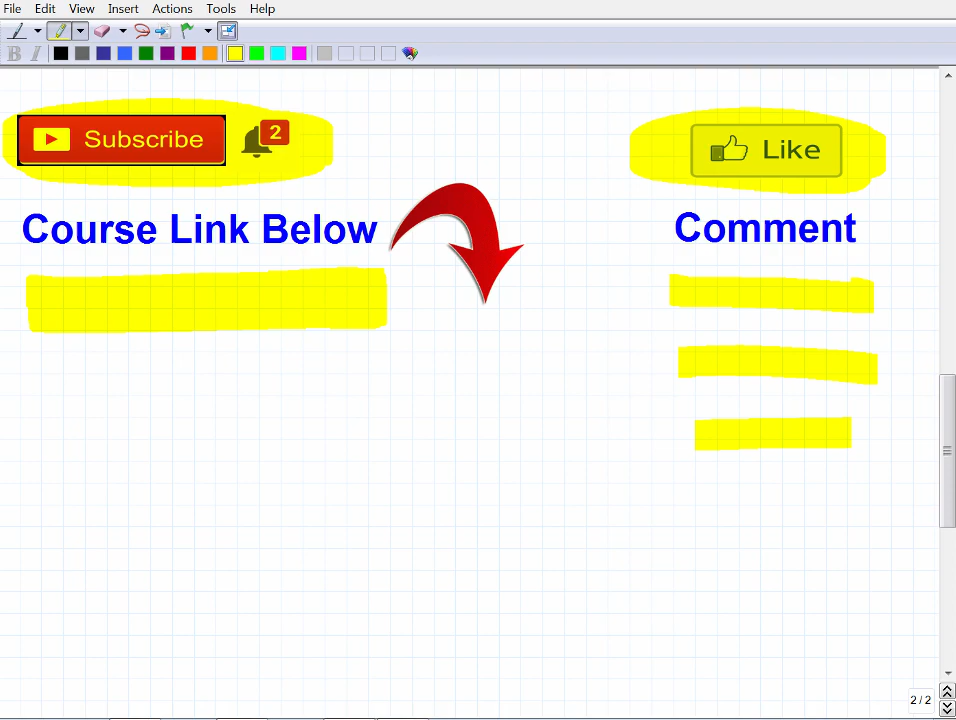 File Edit View Insert Actions Tools Help
B I
Subscribe 2
Like
Course Link Below
Comment
2 / 2